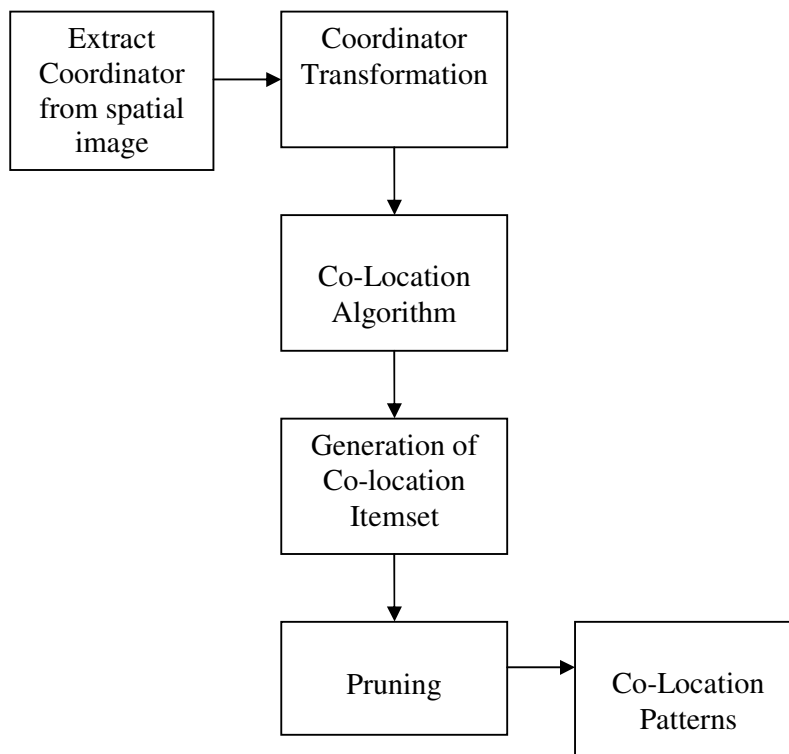 Extract
Coordinator
from spatial
image
Coordinator
Transformation
Co-Location
Algorithm
Generation of
Co-location
Itemset
Pruning
Co-Location
Patterns